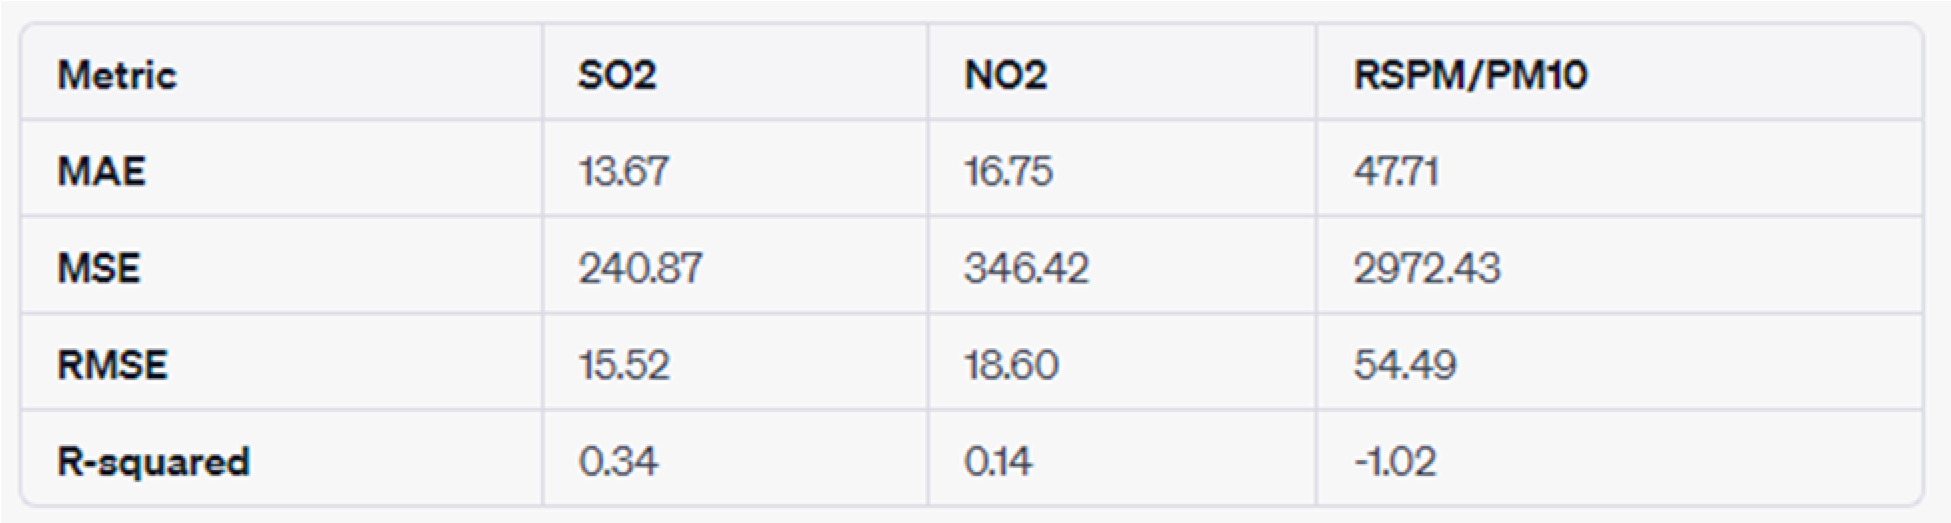 Metric SO2 NO2 RSPM/PM10
MAE 13.67 16.75 47.71
MSE 240.87 346.42 2972.43
RMSE 15.52 18.60 54.49
R-squared 0.34 0.14 -1.02